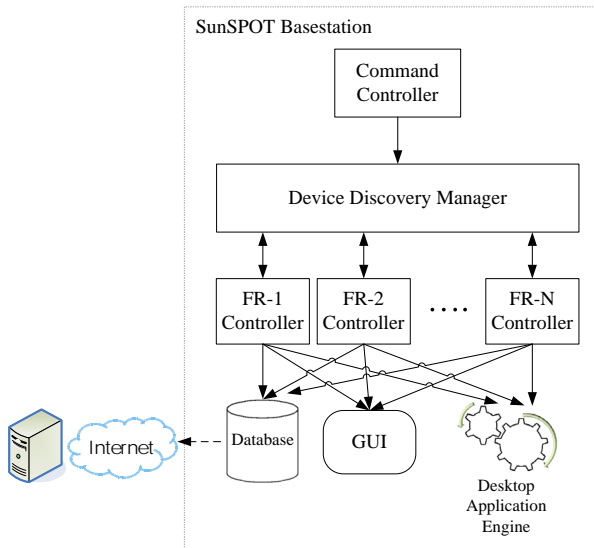 SunSPOT Basestation
Command
Controller
Device Discovery Manager
FR-1
Controller
FR-2
Controller
....
FR-N
Controller
Internet
Database
GUI
Desktop
Application
Engine